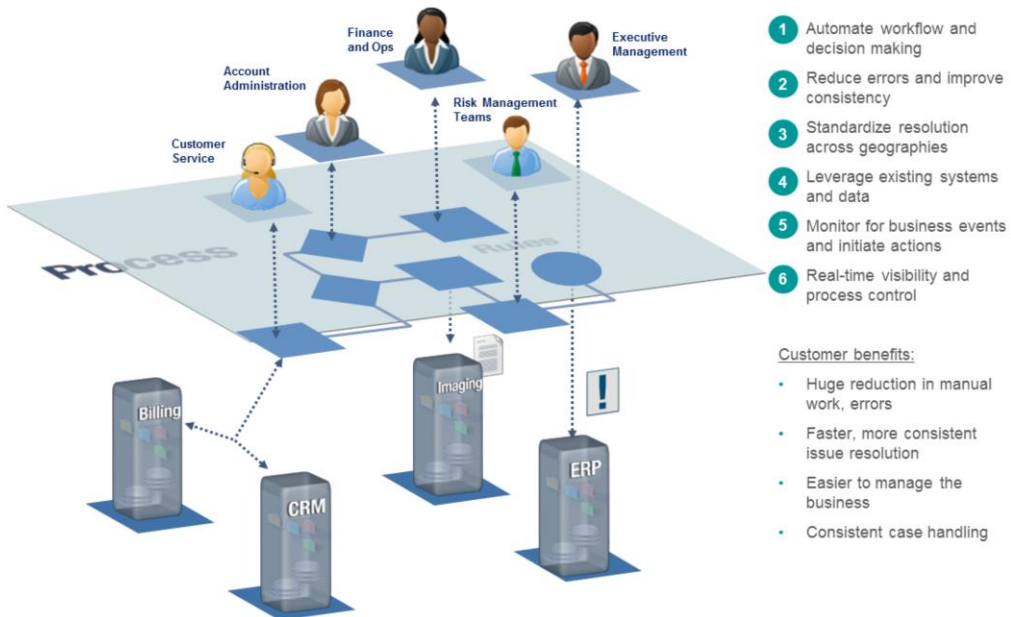 Finance
and Ops
Executive
Management
Account
Administration
Risk Management
Teams
Customer
Service
Process
Rules
Billing
CRM
Imaging
!
ERP
1 Automate workflow and
decision making
2 Reduce errors and improve
consistency
3 Standardize resolution
across geographies
4 Leverage existing systems
and data
5 Monitor for business events
and initiate actions
6 Real-time visibility and
process control
Customer benefits:
• Huge reduction in manual
work, errors
• Faster, more consistent
issue resolution
• Easier to manage the
business
• Consistent case handling